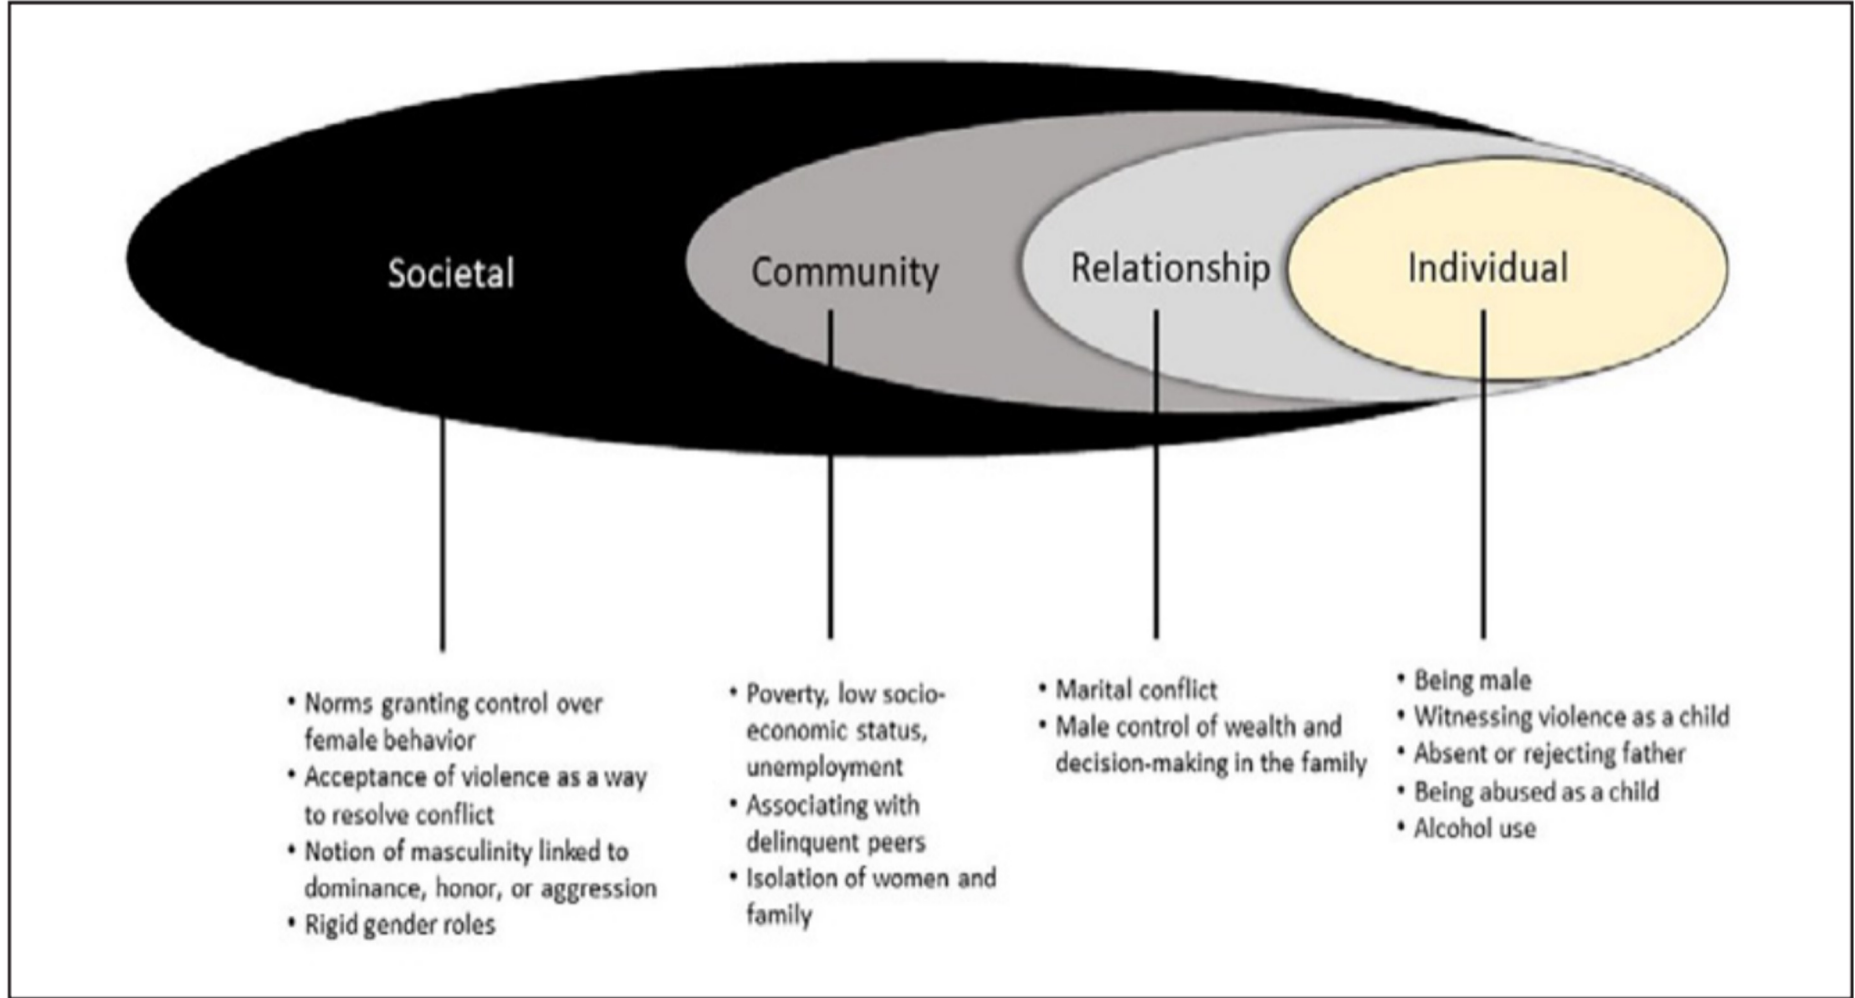 Societal
Community
Relationship
Individual
• Norms granting control over
female behavior
• Acceptance of violence as a way
to resolve conflict
• Notion of masculinity linked to
dominance, honor, or aggression
• Rigid gender roles
• Poverty, low socio-
economic status,
unemployment
• Associating with
delinquent peers
• Isolation of women and
family
• Marital conflict
• Male control of wealth and
decision-making in the family
• Being male
• Witnessing violence as a child
• Absent or rejecting father
• Being abused as a child
• Alcohol use